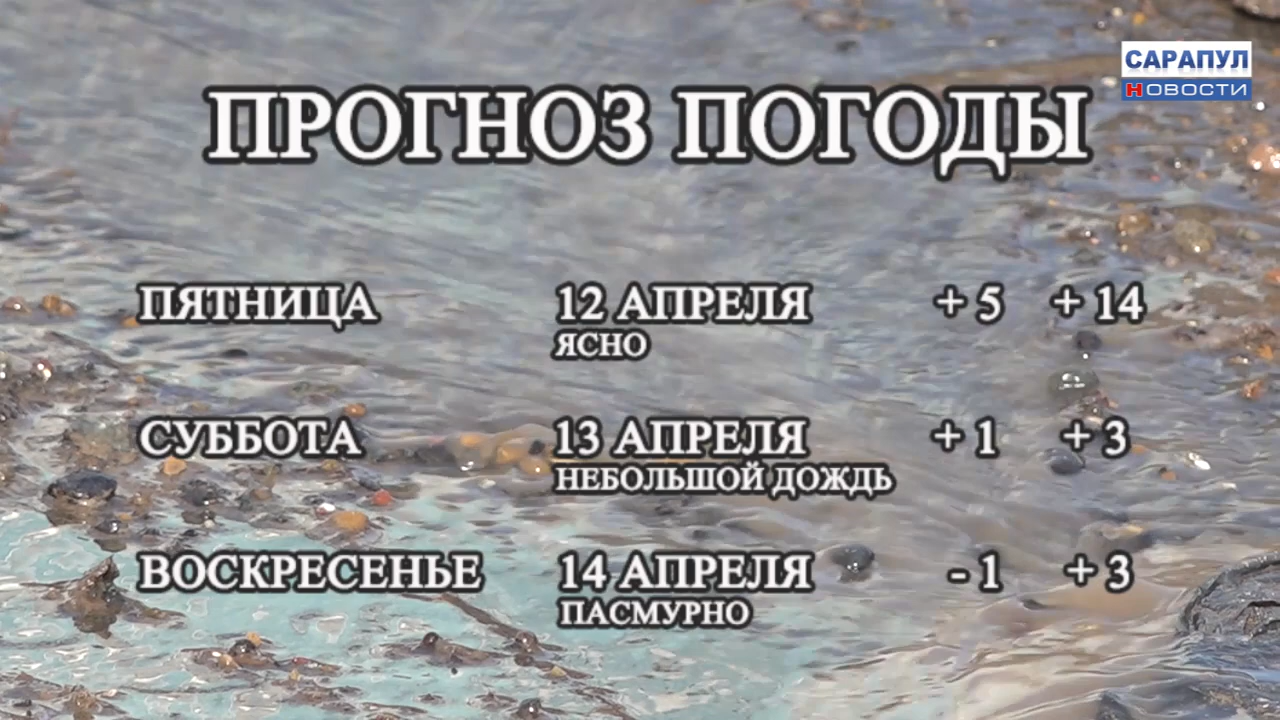 САРАПУЛ
НОВОСТИ
ПРОГНОЗ ПОГОДЫ
ПЯТНИЦА 12 АПРЕЛЯ + 5 + 14
ЯСНО
СУББОТА 13 АПРЕЛЯ + 1 + 3
НЕБОЛЬШОЙ ДОЖДЬ
ВОСКРЕСЕНЬЕ 14 АПРЕЛЯ - 1 + 3
ПАСМУРНО